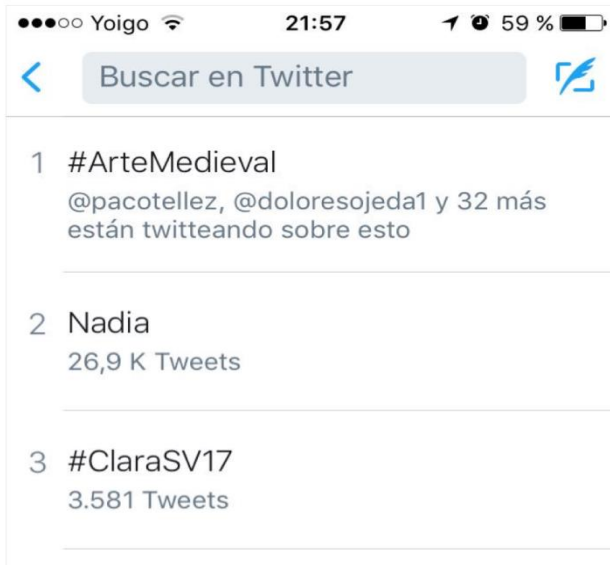 Yoigo 21:57 59 %
Buscar en Twitter
1 #ArteMedieval
@pacotellez, @doloresojeda1 y 32 más
están twitteando sobre esto
2 Nadia
26,9 K Tweets
3 #ClaraSV17
3.581 Tweets